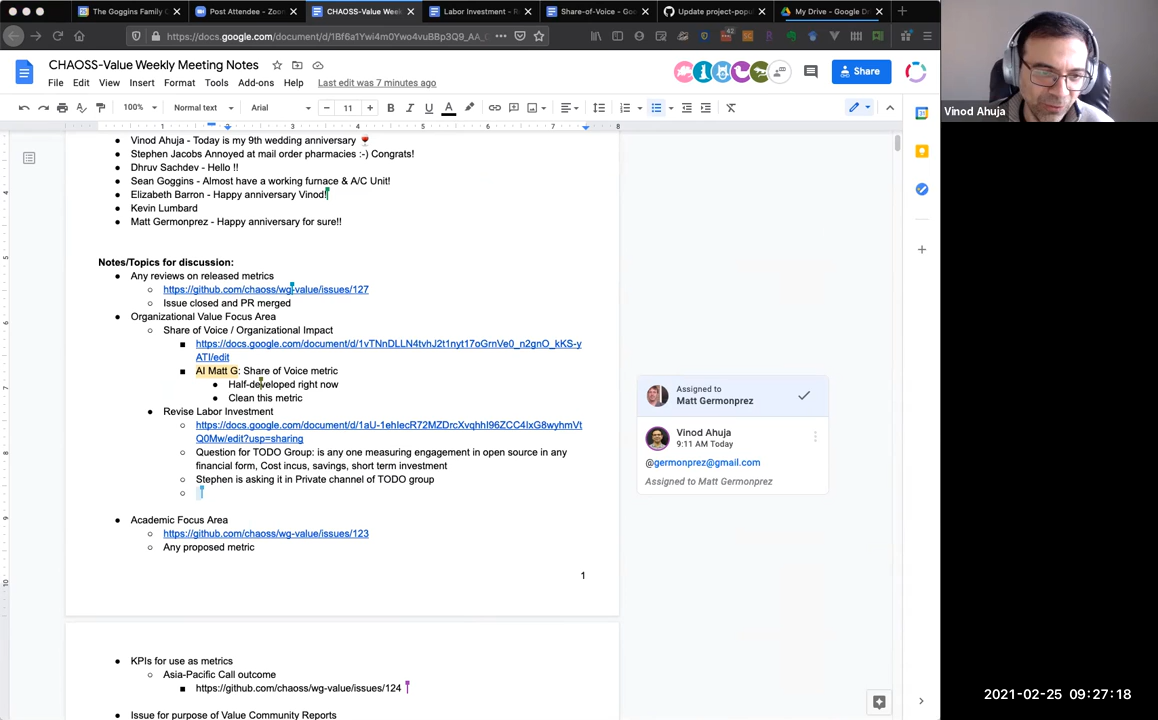 The Goggins Family C
Post Attendee - Zoom
CHAOSS-Value Week
Labor Investment - R
Share-of-Voice - Goo
Update project-popu
My Drive - Google D
https://docs.google.com/document/d/1Bf6a1Ywi4m0Ywo4vuBBp3Q9_AA_
CHAOSS-Value Weekly Meeting Notes
Share
File Edit View Insert Format Tools Add-ons Help Last edit was 7 minutes ago
100% Normal text Arial 11
1 2 3 4 5 6 7 8
Vinod Ahuja
Vinod Ahuja - Today is my 9th wedding anniversary
Stephen Jacobs Annoyed at mail order pharmacies :-) Congrats!
Dhruv Sachdev - Hello !!
Sean Goggins - Almost have a working furnace & A/C Unit!
Elizabeth Barron - Happy anniversary Vinod!
Kevin Lumbard
Matt Germonprez - Happy anniversary for sure!!
Notes/Topics for discussion:
Any reviews on released metrics
https://github.com/chaoss/wg-value/issues/127
Issue closed and PR merged
Organizational Value Focus Area
Share of Voice / Organizational Impact
https://docs.google.com/document/d/1vTNnDLLN4tvhJ2t1nyt17oGrnVe0_n2gnO_kKS-y
ATI/edit
AI Matt G: Share of Voice metric
Half-developed right now
Clean this metric
Revise Labor Investment
https://docs.google.com/document/d/1aU-1ehIecR72MZDrcXvqhhI96ZCC4IxG8wyhmVt
Q0Mw/edit?usp=sharing
Question for TODO Group: is any one measuring engagement in open source in any
financial form, Cost incus, savings, short term investment
Stephen is asking it in Private channel of TODO group
Academic Focus Area
https://github.com/chaoss/wg-value/issues/123
Any proposed metric
1
KPIs for use as metrics
Asia-Pacific Call outcome
https://github.com/chaoss/wg-value/issues/124
Issue for purpose of Value Community Reports
Assigned to
Matt Germonprez
Vinod Ahuja
9:11 AM Today
@germonprez@gmail.com
Assigned to Matt Germonprez
2021-02-25 09:27:18